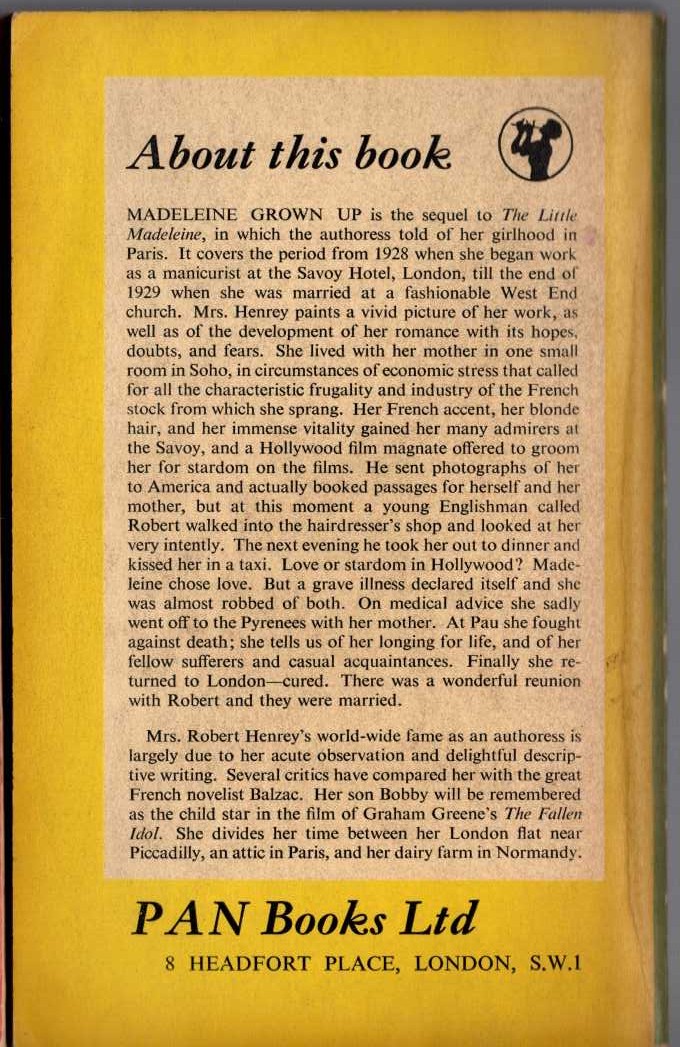 About this book
MADELEINE GROWN UP is the sequel to The Little
Madeleine, in which the authoress told of her girlhood in
Paris. It covers the period from 1928 when she began work
as a manicurist at the Savoy Hotel, London, till the end of
1929 when she was married at a fashionable West End
church. Mrs. Henrey paints a vivid picture of her work, as
well as of the development of her romance with its hopes,
doubts, and fears. She lived with her mother in one small
room in Soho, in circumstances of economic stress that called
for all the characteristic frugality and industry of the French
stock from which she sprang. Her French accent, her blonde
hair, and her immense vitality gained her many admirers at
the Savoy, and a Hollywood film magnate offered to groom
her for stardom on the films. He sent photographs of her
to America and actually booked passages for herself and her
mother, but at this moment a young Englishman called
Robert walked into the hairdresser's shop and looked at her
very intently. The next evening he took her out to dinner and
kissed her in a taxi. Love or stardom in Hollywood? Made-
leine chose love. But a grave illness declared itself and she
was almost robbed of both. On medical advice she sadly
went off to the Pyrenees with her mother. At Pau she fought
against death; she tells us of her longing for life, and of her
fellow sufferers and casual acquaintances. Finally she re-
turned to London—cured. There was a wonderful reunion
with Robert and they were married.
Mrs. Robert Henrey's world-wide fame as an authoress is
largely due to her acute observation and delightful descrip-
tive writing. Several critics have compared her with the great
French novelist Balzac. Her son Bobby will be remembered
as the child star in the film of Graham Greene's The Fallen
Idol. She divides her time between her London flat near
Piccadilly, an attic in Paris, and her dairy farm in Normandy.
PAN Books Ltd
8 HEADFORT PLACE, LONDON, S.W.1